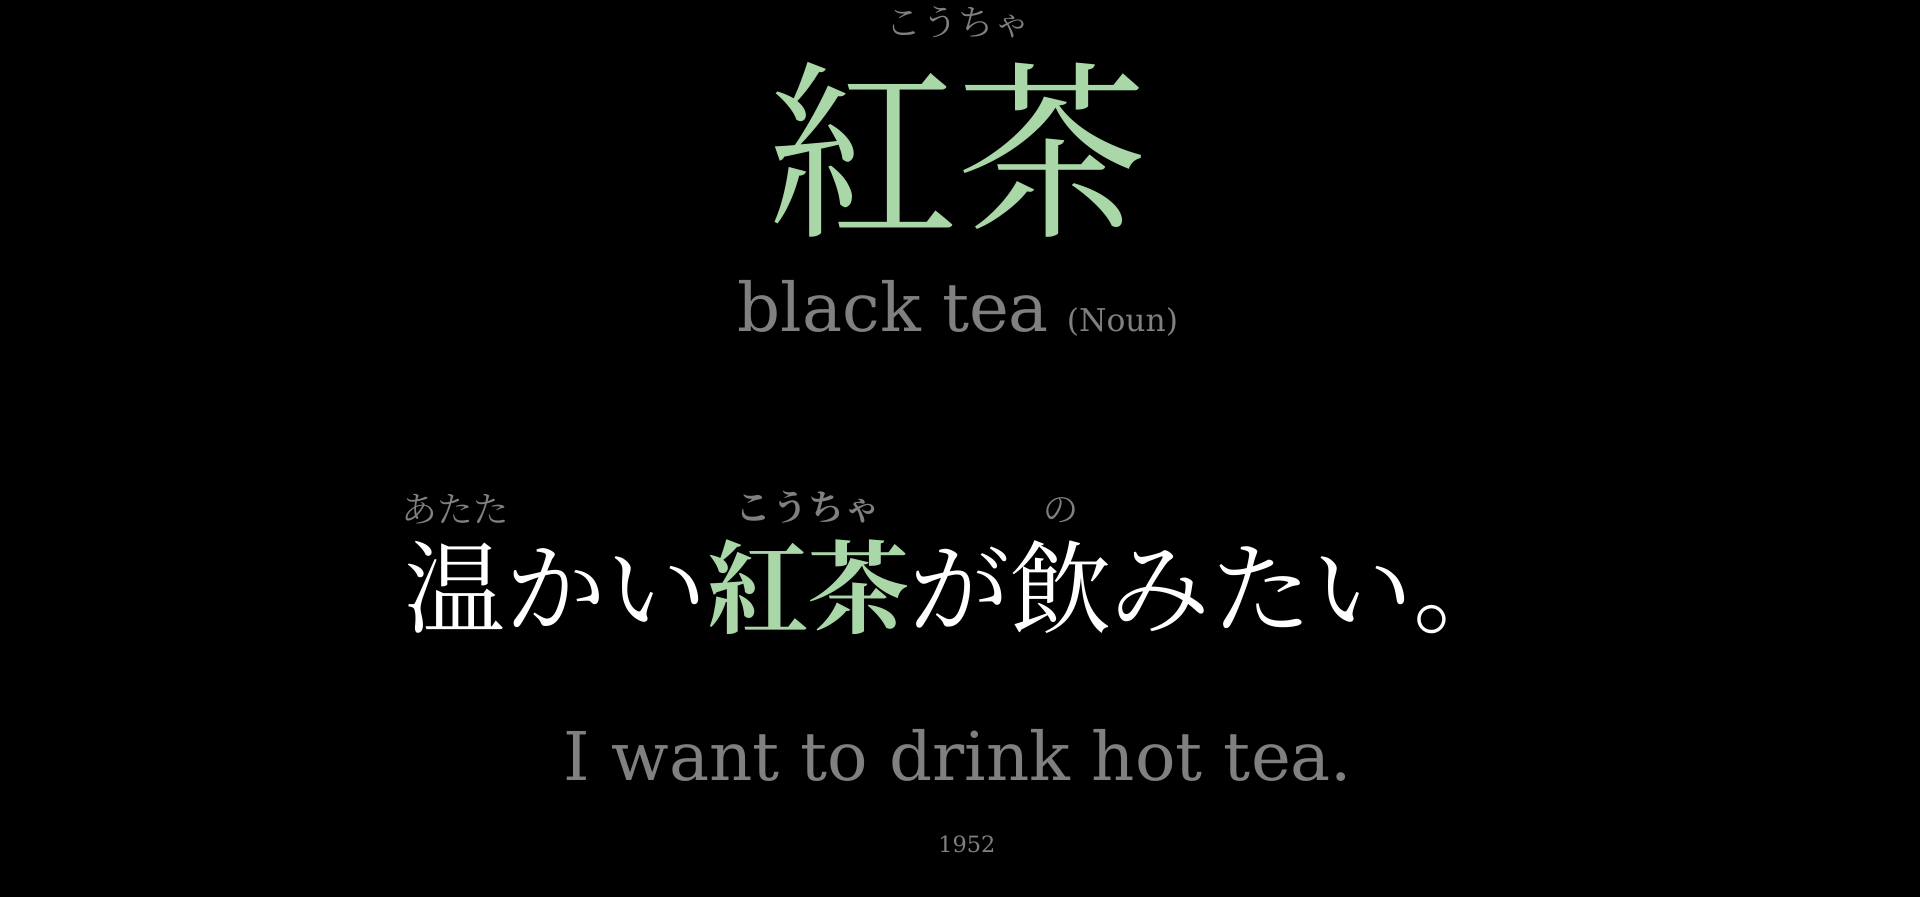 こうちゃ
紅茶
black tea (Noun)
あたた こうちゃ の
温かい紅茶が飲みたい。
I want to drink hot tea.
1952